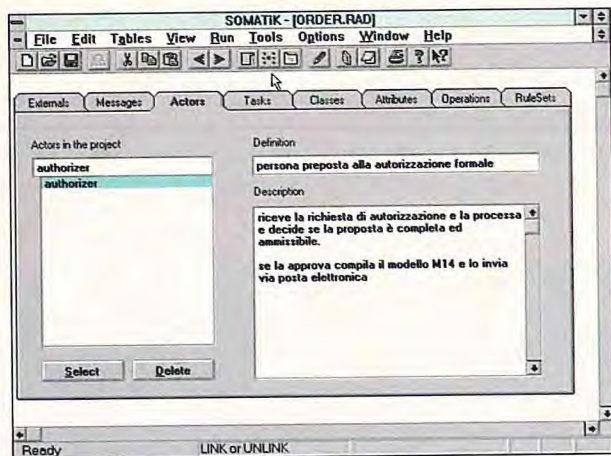 SOMATiK - [ORDER.RAD]
File Edit Tables View Run Tools Options Window Help
Externals Messages Actors Tasks Classes Attributes Operations RuleSets
Actors in the project
authorizer
authorizer
Select Delete
Definition
persona preposta alla autorizzazione formale
Description
riceve la richiesta di autorizzazione e la processa
e decide se la proposta è completa ed
ammissibile.
se la approva compila il modello M14 e lo invia
via posta elettronica
Ready LINK or UNLINK